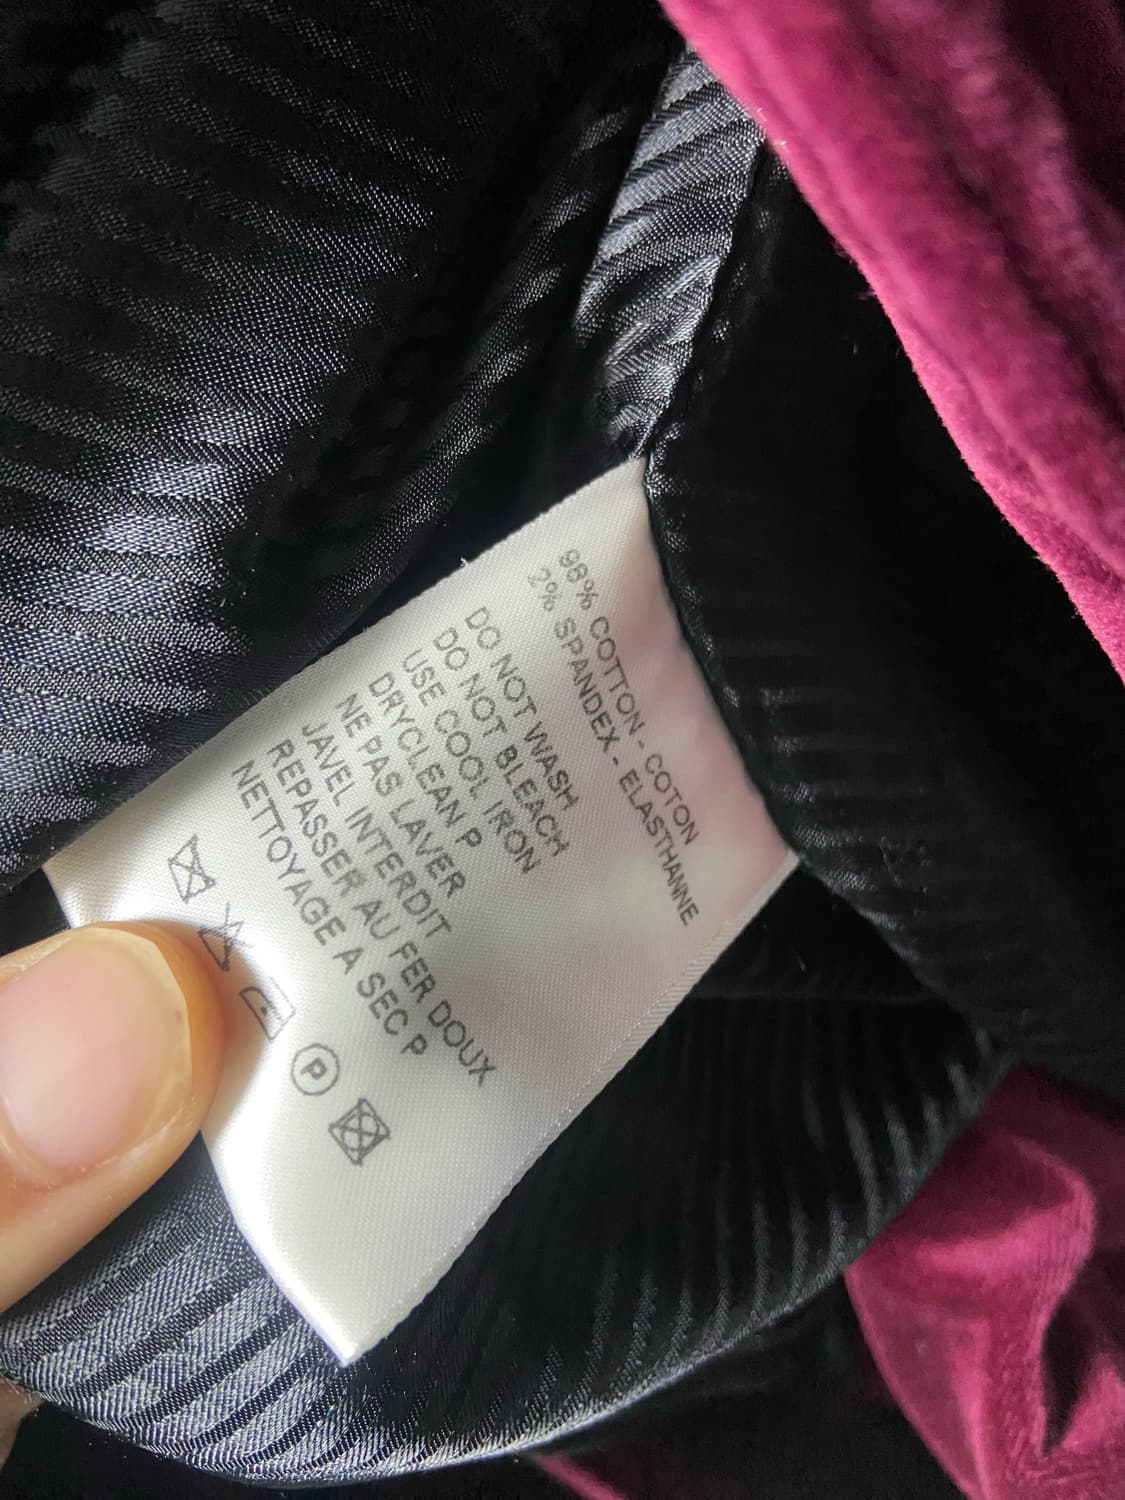 98% COTTON - COTON
2% SPANDEX - ELASTHANNE
DO NOT WASH
DO NOT BLEACH
USE COOL IRON
DRYCLEAN P
NE PAS LAVER
JAVEL INTERDIT
REPASSER AU FER DOUX
NETTOYAGE A SEC P
P